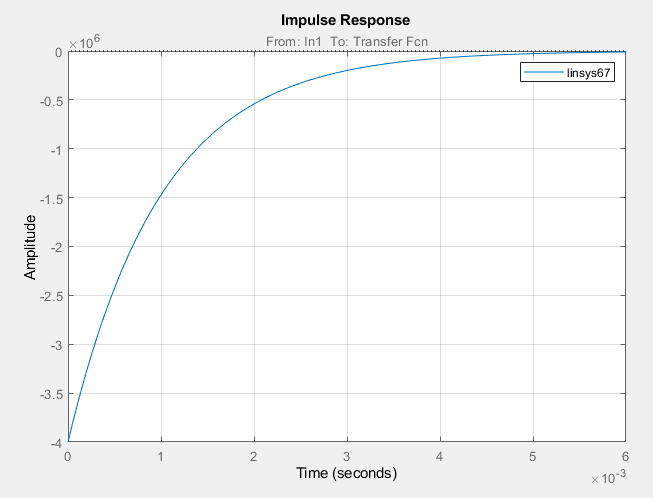 Impulse Response
From: In1 To: Transfer Fcn
×10^6
linsys67
0
-0.5
-1
-1.5
-2
-2.5
-3
-3.5
-4
Amplitude
0 1 2 3 4 5 6
Time (seconds)
×10^-3